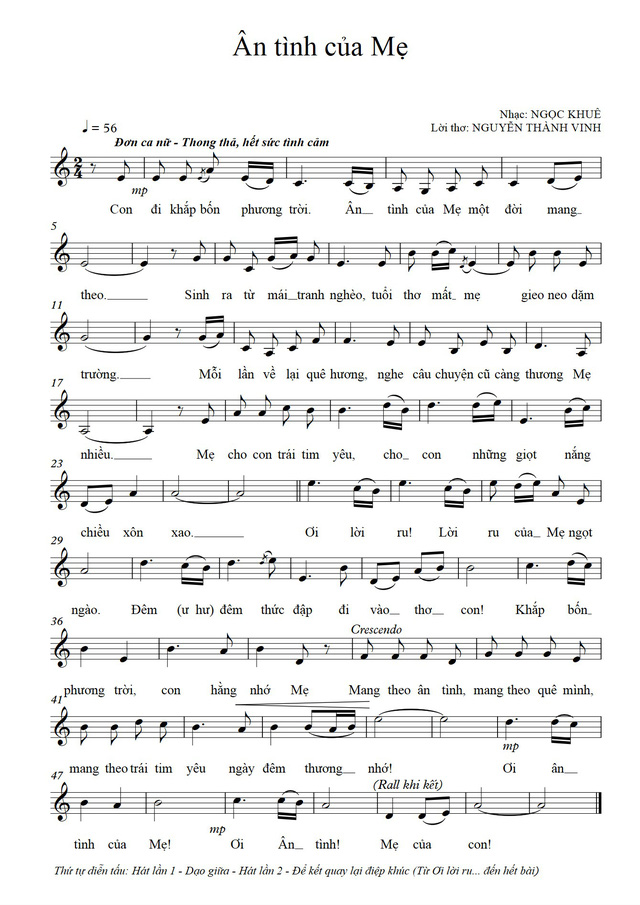 Ân tình của Mẹ
Nhạc: NGỌC KHUÊ
Lời thơ: NGUYỄN THÀNH VINH
♩ = 56
Đơn ca nữ - Thong thả, hết sức tình cảm
2
4
mp
Con đi khắp bốn phương trời. Ân__ tình của Mẹ một đời mang__
5
theo.______ Sinh ra từ mái__ tranh nghèo, tuổi thơ mất_ mẹ gieo neo dặm
11
trường._____ Mỗi lần về lại quê hương, nghe câu chuyện cũ càng thương Mẹ
17
nhiều.____ Mẹ cho con trái tim yêu, cho__ con những giọt nắng
23
chiều xôn xao.____ Ơi lời ru! Lời ru của_ Mẹ ngọt
29
ngào. Đêm (ư hư) đêm thức đập đi vào__ thơ__ con! Khắp bốn_
36
Crescendo
phương trời, con hằng nhớ Mẹ Mang theo ân tình, mang theo quê mình,
41
mp
mang theo trái tim yêu ngày đêm thương__ nhớ! Ơi ân__
47
(Rall khi kết)
mp
tình của Mẹ! Ơi Ân__ tình! Mẹ của con!
Thứ tự diễn tấu: Hát lần 1 - Dạo giữa - Hát lần 2 - Để kết quay lại điệp khúc (Từ Ơi lời ru... đến hết bài)